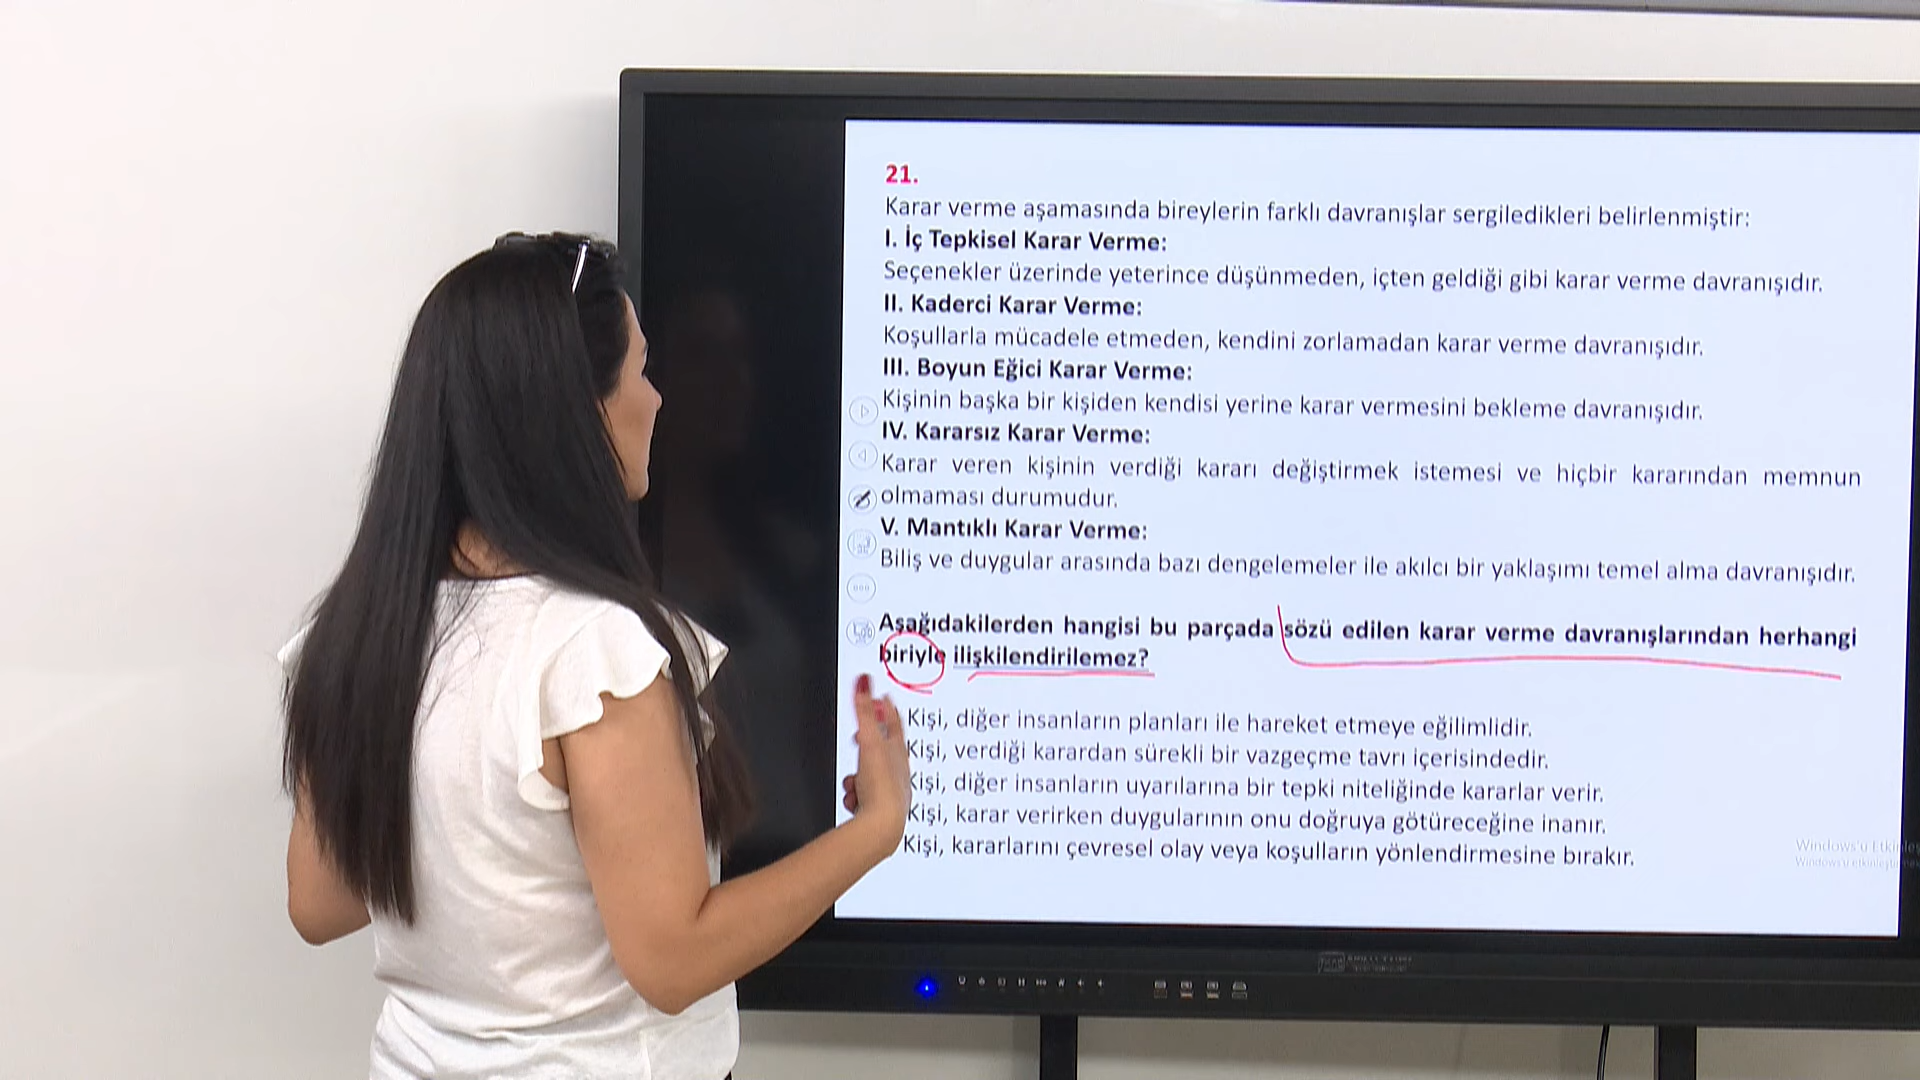 21.
Karar verme aşamasında bireylerin farklı davranışlar sergiledikleri belirlenmiştir:
I. İç Tepkisel Karar Verme:
Seçenekler üzerinde yeterince düşünmeden, içten geldiği gibi karar verme davranışıdır.
II. Kaderci Karar Verme:
Koşullarla mücadele etmeden, kendini zorlamadan karar verme davranışıdır.
III. Boyun Eğici Karar Verme:
Kişinin başka bir kişiden kendisi yerine karar vermesini bekleme davranışıdır.
IV. Kararsız Karar Verme:
Karar veren kişinin verdiği kararı değiştirmek istemesi ve hiçbir kararından memnun
olmaması durumudur.
V. Mantıklı Karar Verme:
Biliş ve duygular arasında bazı dengelemeler ile akılcı bir yaklaşımı temel alma davranışıdır.
Aşağıdakilerden hangisi bu parçada sözü edilen karar verme davranışlarından herhangi
biriyle ilişkilendirilemez?
Kişi, diğer insanların planları ile hareket etmeye eğilimlidir.
Kişi, verdiği karardan sürekli bir vazgeçme tavrı içerisindedir.
Kişi, diğer insanların uyarılarına bir tepki niteliğinde kararlar verir.
Kişi, karar verirken duygularının onu doğruya götüreceğine inanır.
Kişi, kararlarını çevresel olay veya koşulların yönlendirmesine bırakır.
Windows'u Etkinleş